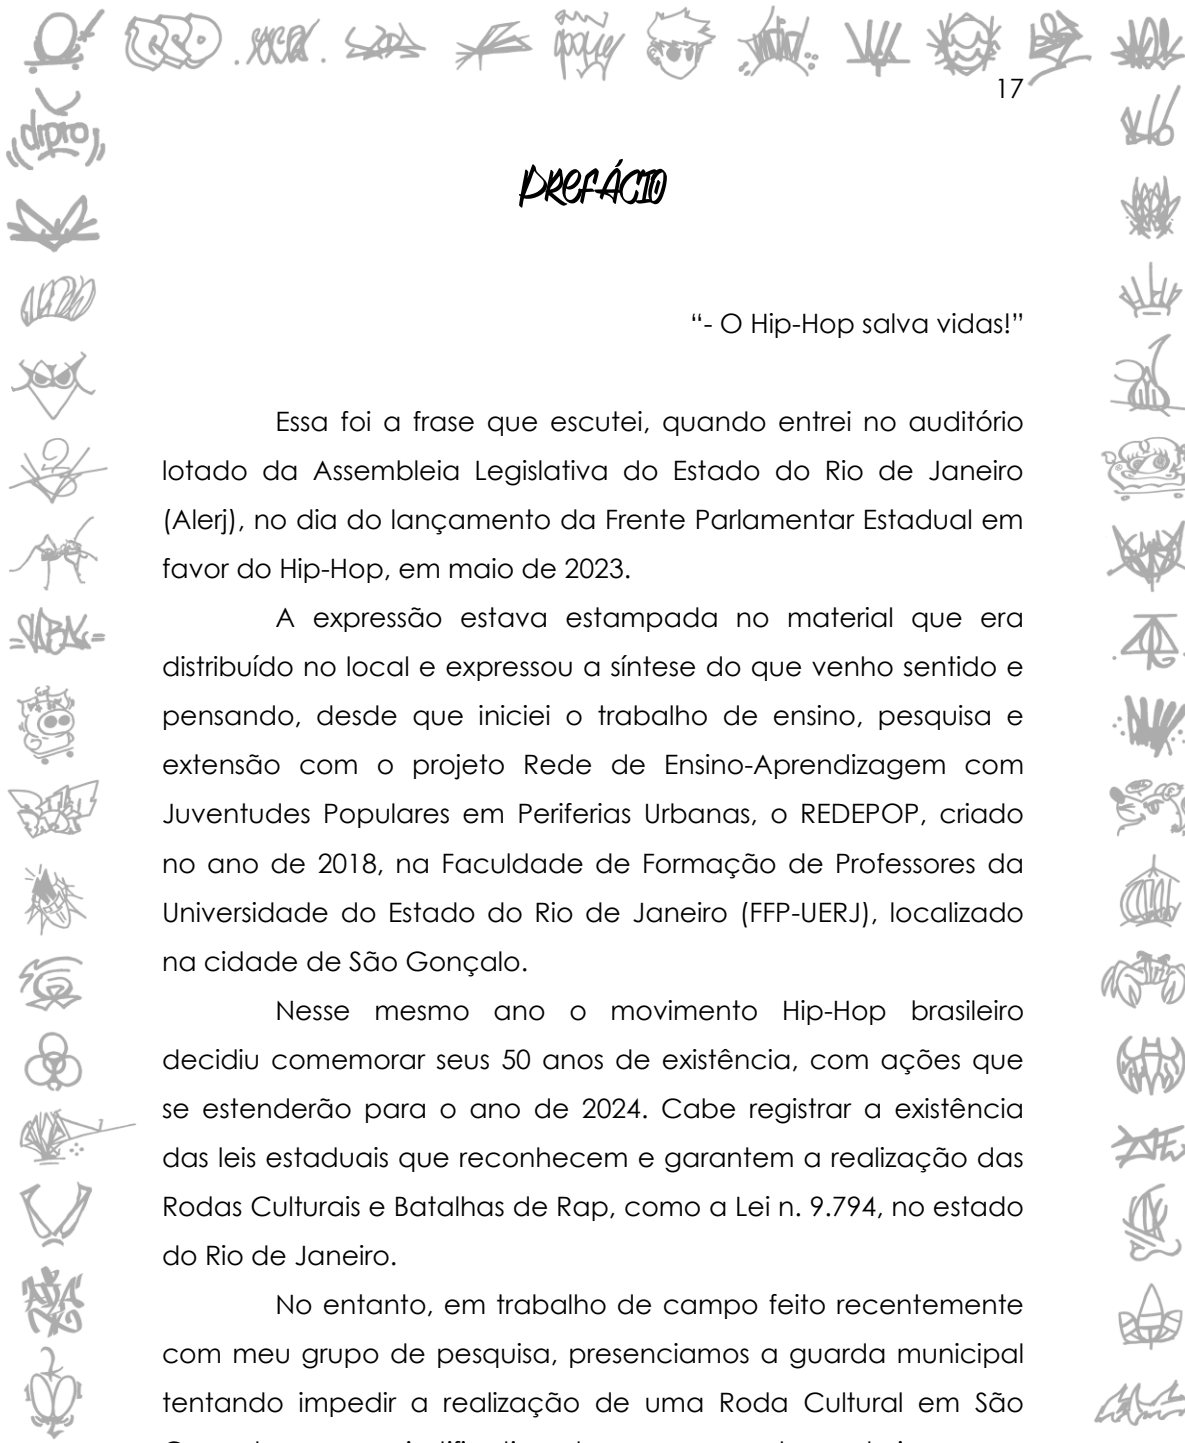 17
PREFÁCIO
“- O Hip-Hop salva vidas!”
Essa foi a frase que escutei, quando entrei no auditório
lotado da Assembleia Legislativa do Estado do Rio de Janeiro
(Alerj), no dia do lançamento da Frente Parlamentar Estadual em
favor do Hip-Hop, em maio de 2023.
A expressão estava estampada no material que era
distribuído no local e expressou a síntese do que venho sentido e
pensando, desde que iniciei o trabalho de ensino, pesquisa e
extensão com o projeto Rede de Ensino-Aprendizagem com
Juventudes Populares em Periferias Urbanas, o REDEPOP, criado
no ano de 2018, na Faculdade de Formação de Professores da
Universidade do Estado do Rio de Janeiro (FFP-UERJ), localizado
na cidade de São Gonçalo.
Nesse mesmo ano o movimento Hip-Hop brasileiro
decidiu comemorar seus 50 anos de existência, com ações que
se estenderão para o ano de 2024. Cabe registrar a existência
das leis estaduais que reconhecem e garantem a realização das
Rodas Culturais e Batalhas de Rap, como a Lei n. 9.794, no estado
do Rio de Janeiro.
No entanto, em trabalho de campo feito recentemente
com meu grupo de pesquisa, presenciamos a guarda municipal
tentando impedir a realização de uma Roda Cultural em São
drpro